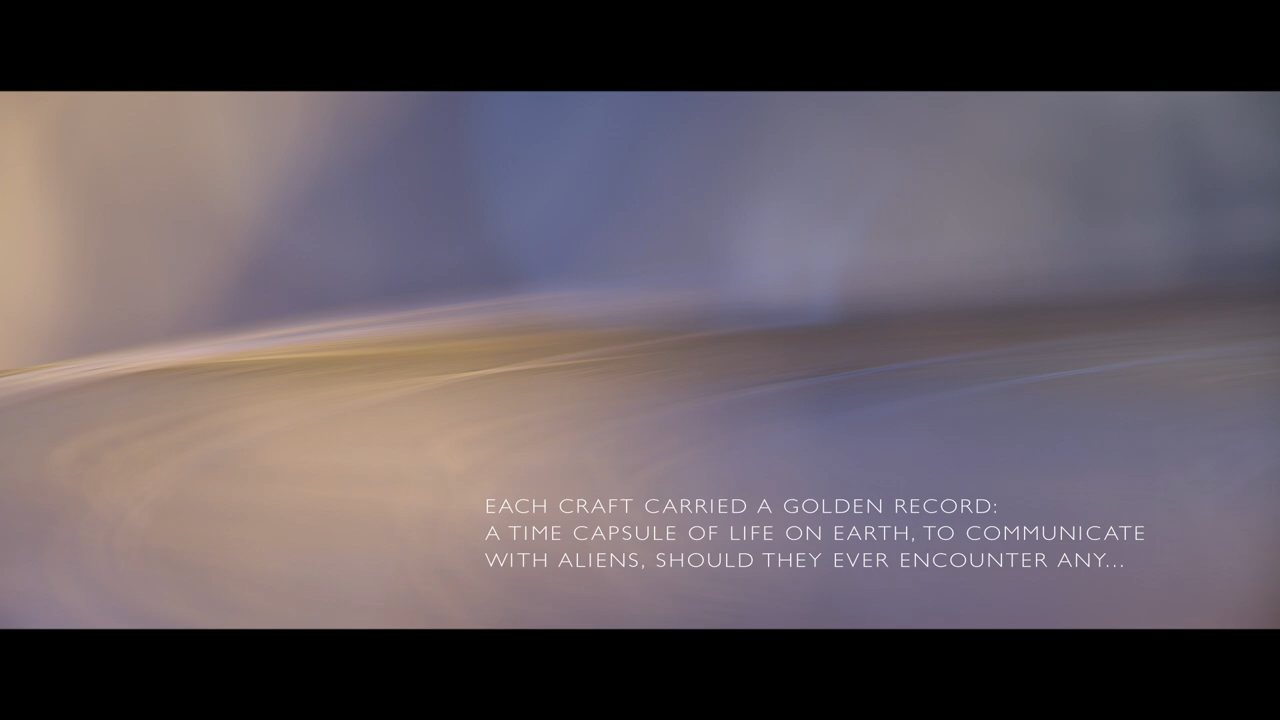 EACH CRAFT CARRIED A GOLDEN RECORD:
A TIME CAPSULE OF LIFE ON EARTH, TO COMMUNICATE
WITH ALIENS, SHOULD THEY EVER ENCOUNTER ANY...